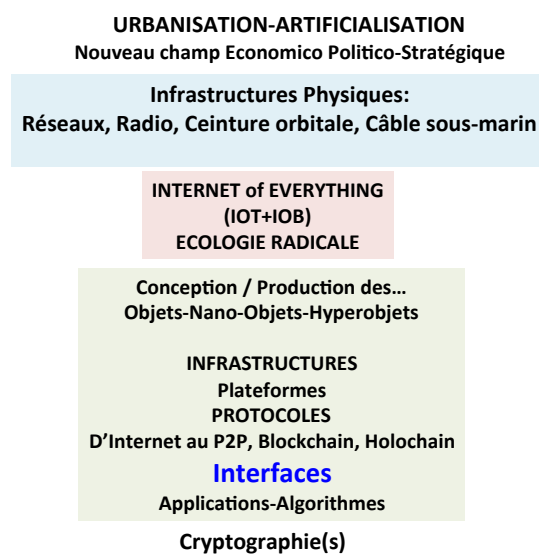 URBANISATION-ARTIFICIALISATION
Nouveau champ Economico Politico-Stratégique
Infrastructures Physiques:
Réseaux, Radio, Ceinture orbitale, Câble sous-marin
INTERNET of EVERYTHING
(IOT+IOB)
ECOLOGIE RADICALE
Conception / Production des…
Objets-Nano-Objets-Hyperobjets
INFRASTRUCTURES
Plateformes
PROTOCOLES
D’Internet au P2P, Blockchain, Holochain
Interfaces
Applications-Algorithmes
Cryptographie(s)